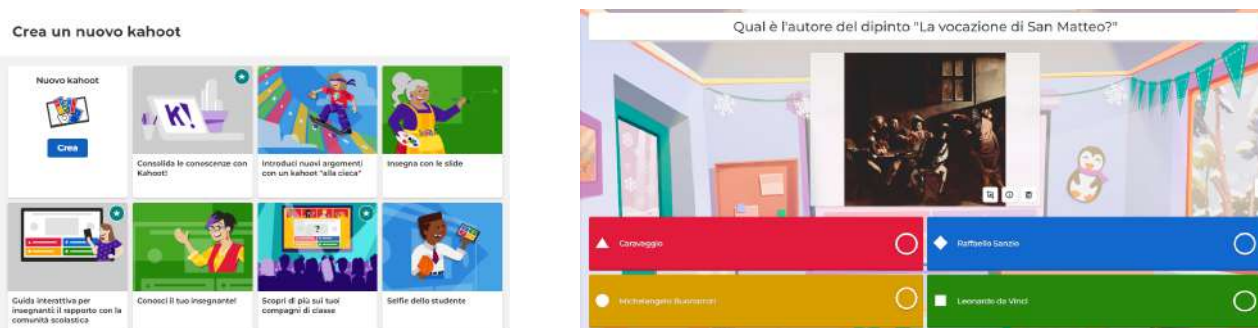 Crea un nuovo kahoot
Nuovo kahoot
Crea
K!
Consolida le conoscenze con
Kahoot!
Introduci nuovi argomenti
con un kahoot "alla cieca"
Insegna con le slide
Guida interattiva per
insegnanti: il rapporto con la
comunità scolastica
Conosci il tuo insegnante!
Scopri di più sui tuoi
compagni di classe
Selfie dello studente
Qual è l'autore del dipinto "La vocazione di San Matteo?"
Caravaggio
Raffaello Sanzio
Michelangelo Buonarroti
Leonardo da Vinci